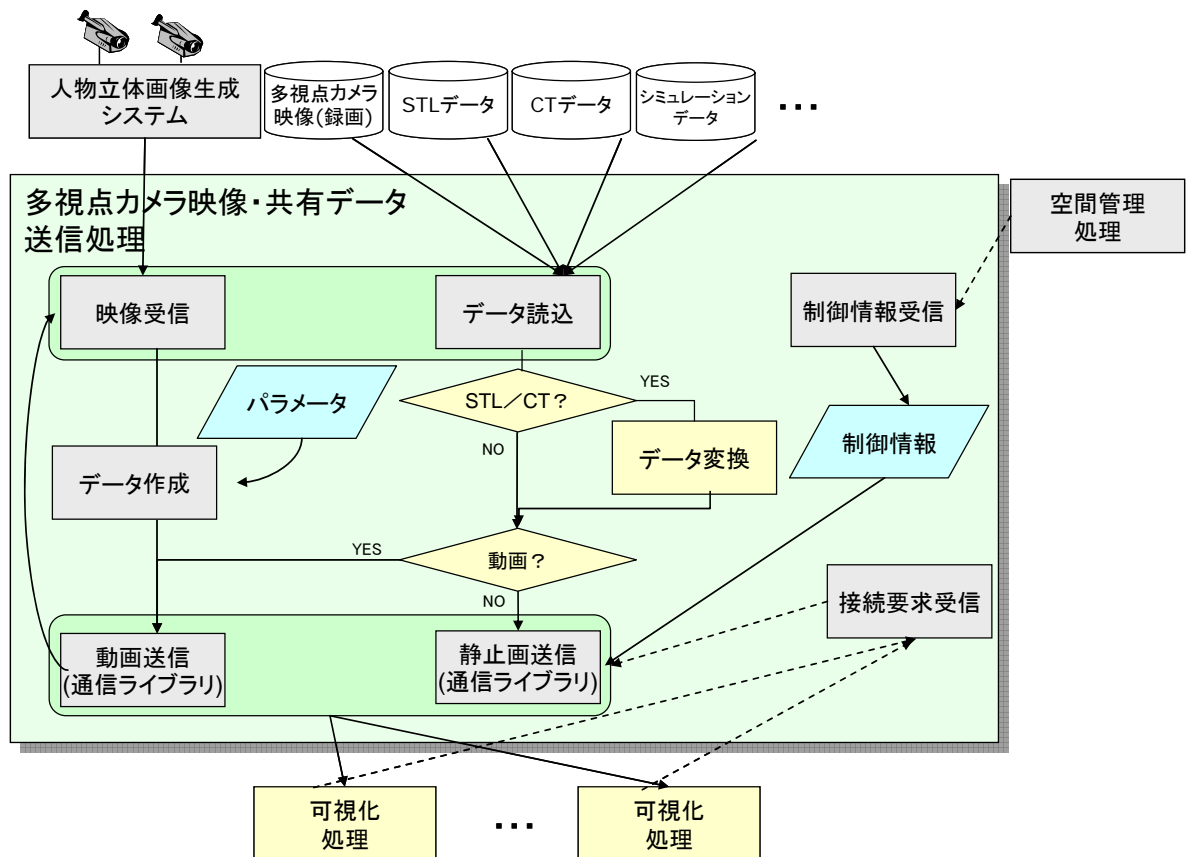 人物立体画像生成
システム
多視点カメラ
映像(録画)
STLデータ
CTデータ
シミュレーション
データ
・・・
多視点カメラ映像・共有データ
送信処理
空間管理
処理
映像受信
データ読込
制御情報受信
パラメータ
STL／CT？
YES
NO
データ変換
制御情報
データ作成
YES
動画？
NO
接続要求受信
動画送信
(通信ライブラリ)
静止画送信
(通信ライブラリ)
可視化
処理
・・・
可視化
処理